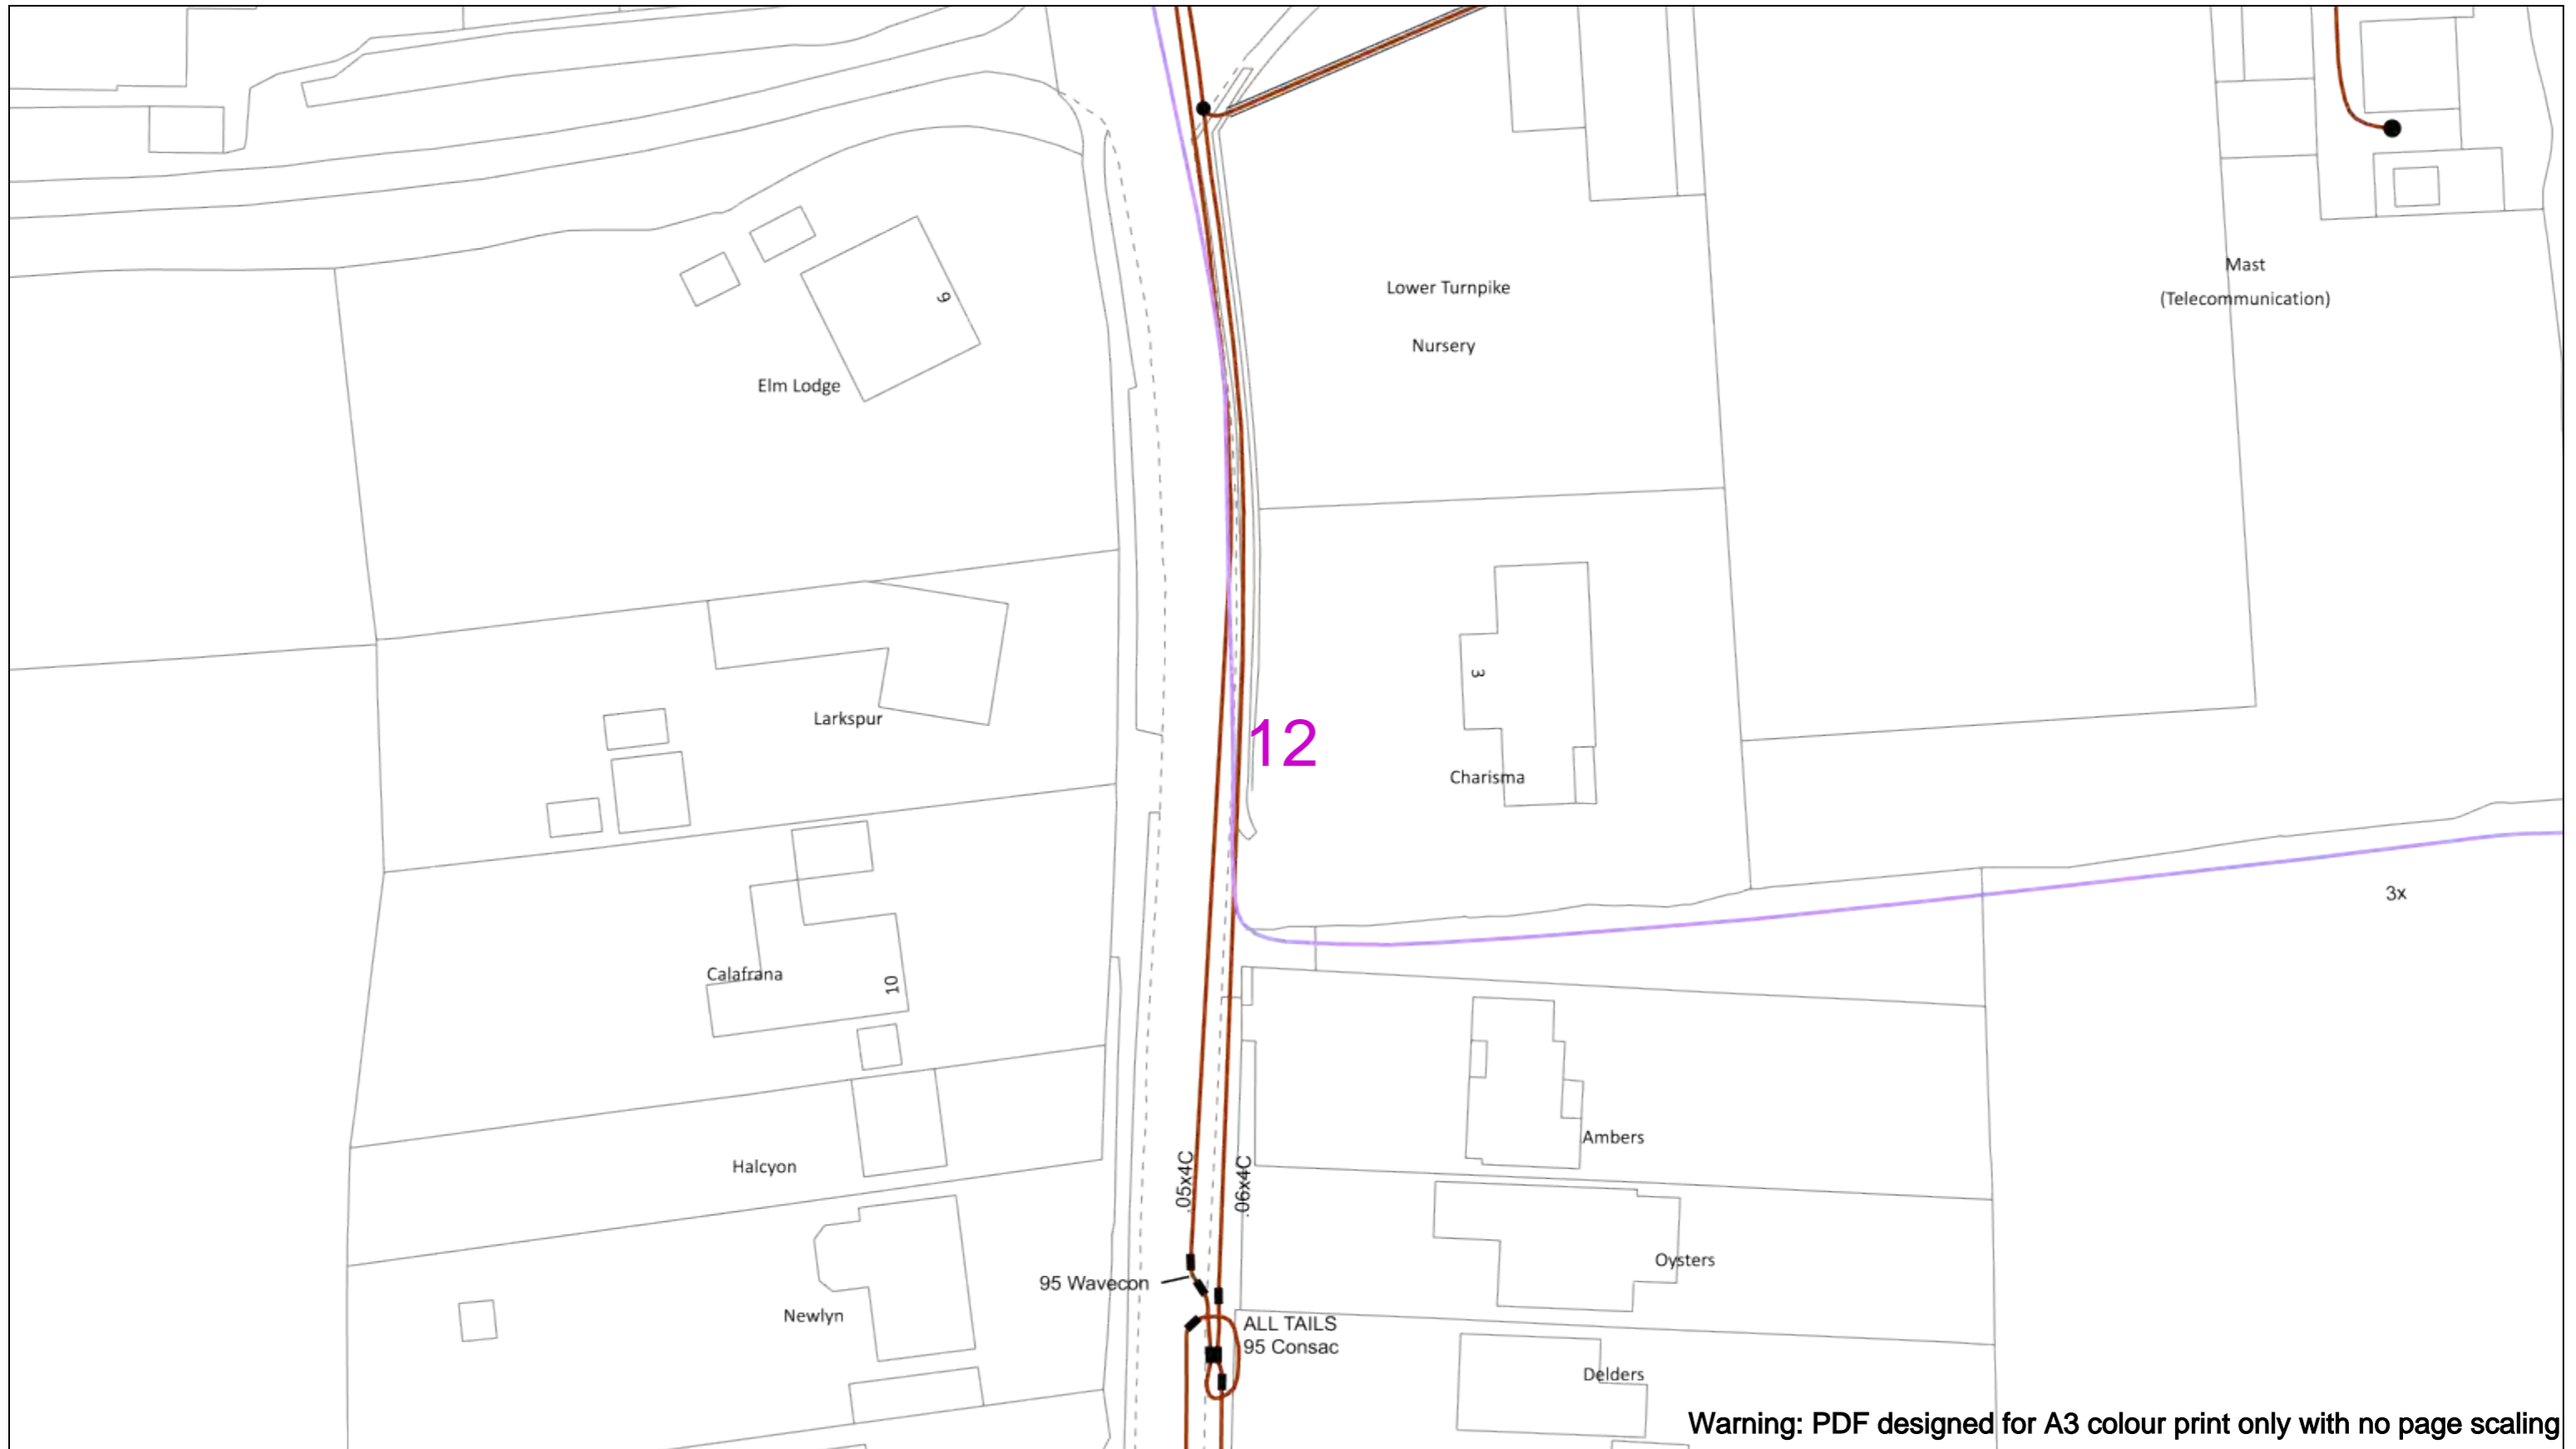 Mast
(Telecommunication)
Lower Turnpike
Nursery
9
Elm Lodge
3
Larkspur
12
Charisma
3x
Calafrana
10
Ambers
Halcyon
.05x4C
.06x4C
Oysters
95 Wavecon
Newlyn
ALL TAILS
95 Consac
Delders
Warning: PDF designed for A3 colour print only with no page scaling